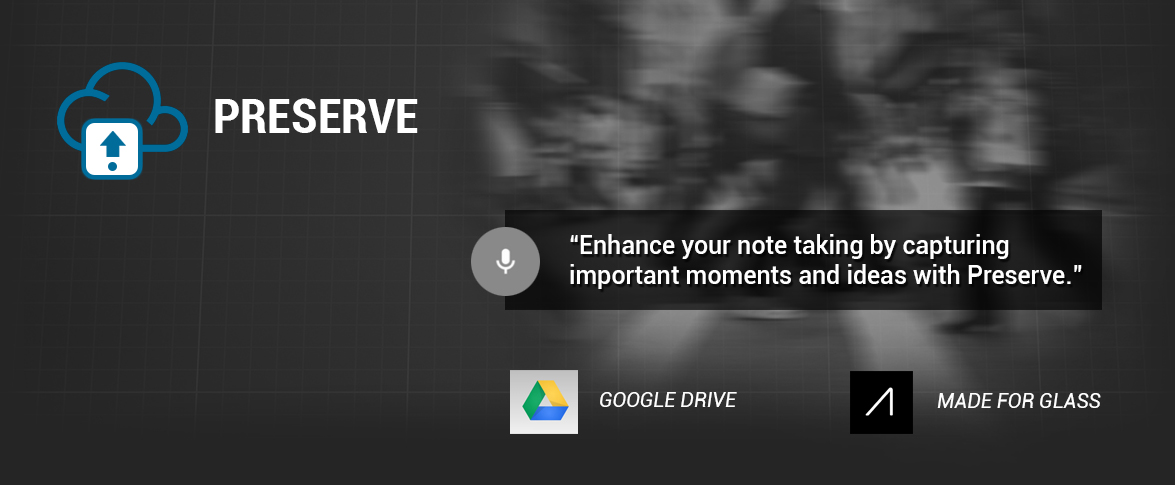 PRESERVE
“Enhance your note taking by capturing
important moments and ideas with Preserve.”
GOOGLE DRIVE
MADE FOR GLASS